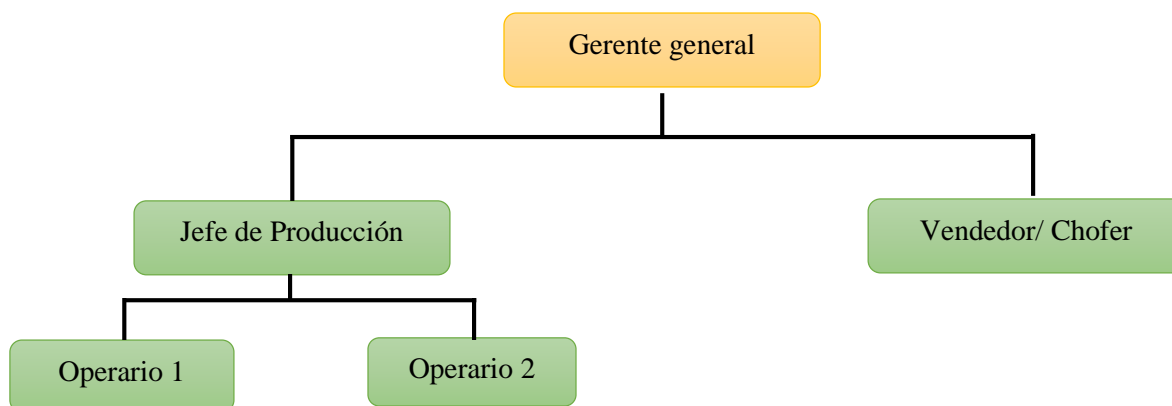 Gerente general
Jefe de Producción
Vendedor/ Chofer
Operario 1
Operario 2